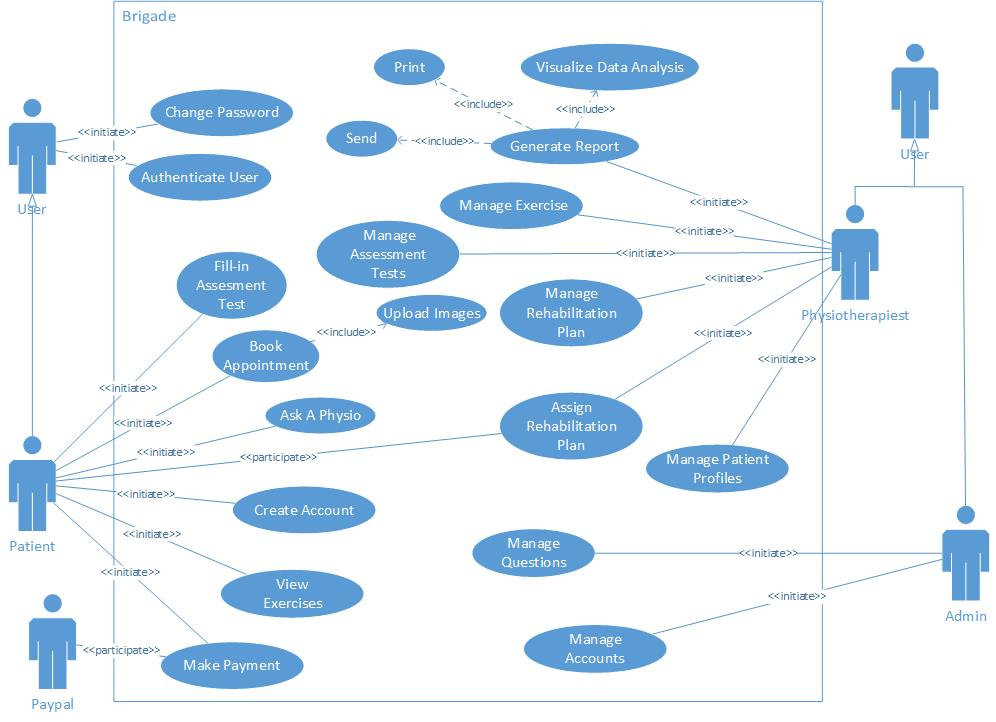 Brigade
Print
Visualize Data Analysis
<<include>>
<<include>>
Change Password
<<initiate>>
Send
<<include>>
Generate Report
User
<<initiate>>
Authenticate User
User
Manage Exercise
<<initiate>>
<<initiate>>
Manage
Assessment
Tests
<<initiate>>
Fill-in
Assesment
Test
<<initiate>>
Manage
Rehabilitation
Plan
Physiotherapiest
Upload Images
<<include>>
Book
Appointment
<<initiate>>
<<initiate>>
<<initiate>>
<<initiate>>
Ask A Physio
Assign
Rehabilitation
Plan
<<initiate>>
<<participate>>
Manage Patient
Profiles
<<initiate>>
Create Account
Patient
<<initiate>>
Manage
Questions
<<initiate>>
<<initiate>>
View
Exercises
<<initiate>>
Admin
Manage
Accounts
<<participate>>
Make Payment
Paypal